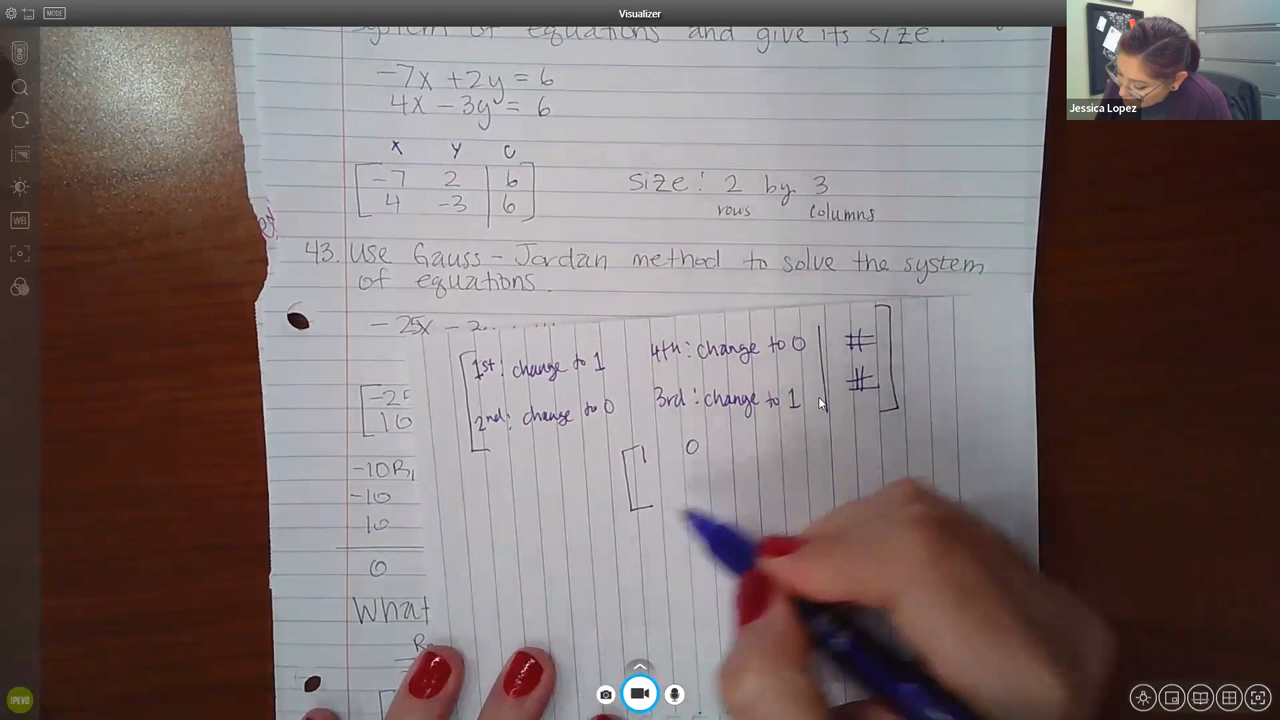 MODE
Visualizer
system of equations and give its size.
-7x + 2y = 6
4x - 3y = 6
x y C
-7 2 6
4 -3 6
Size: 2 by 3
rows columns
43. Use Gauss-Jordan method to solve the system
of equations.
- 25x - 2
1st: change to 1 4th: change to 0 #
2nd: change to 0 3rd: change to 1 #
1 0
10
-10R₁
-10
10
0
What
Jessica Lopez
WB
IPEVO